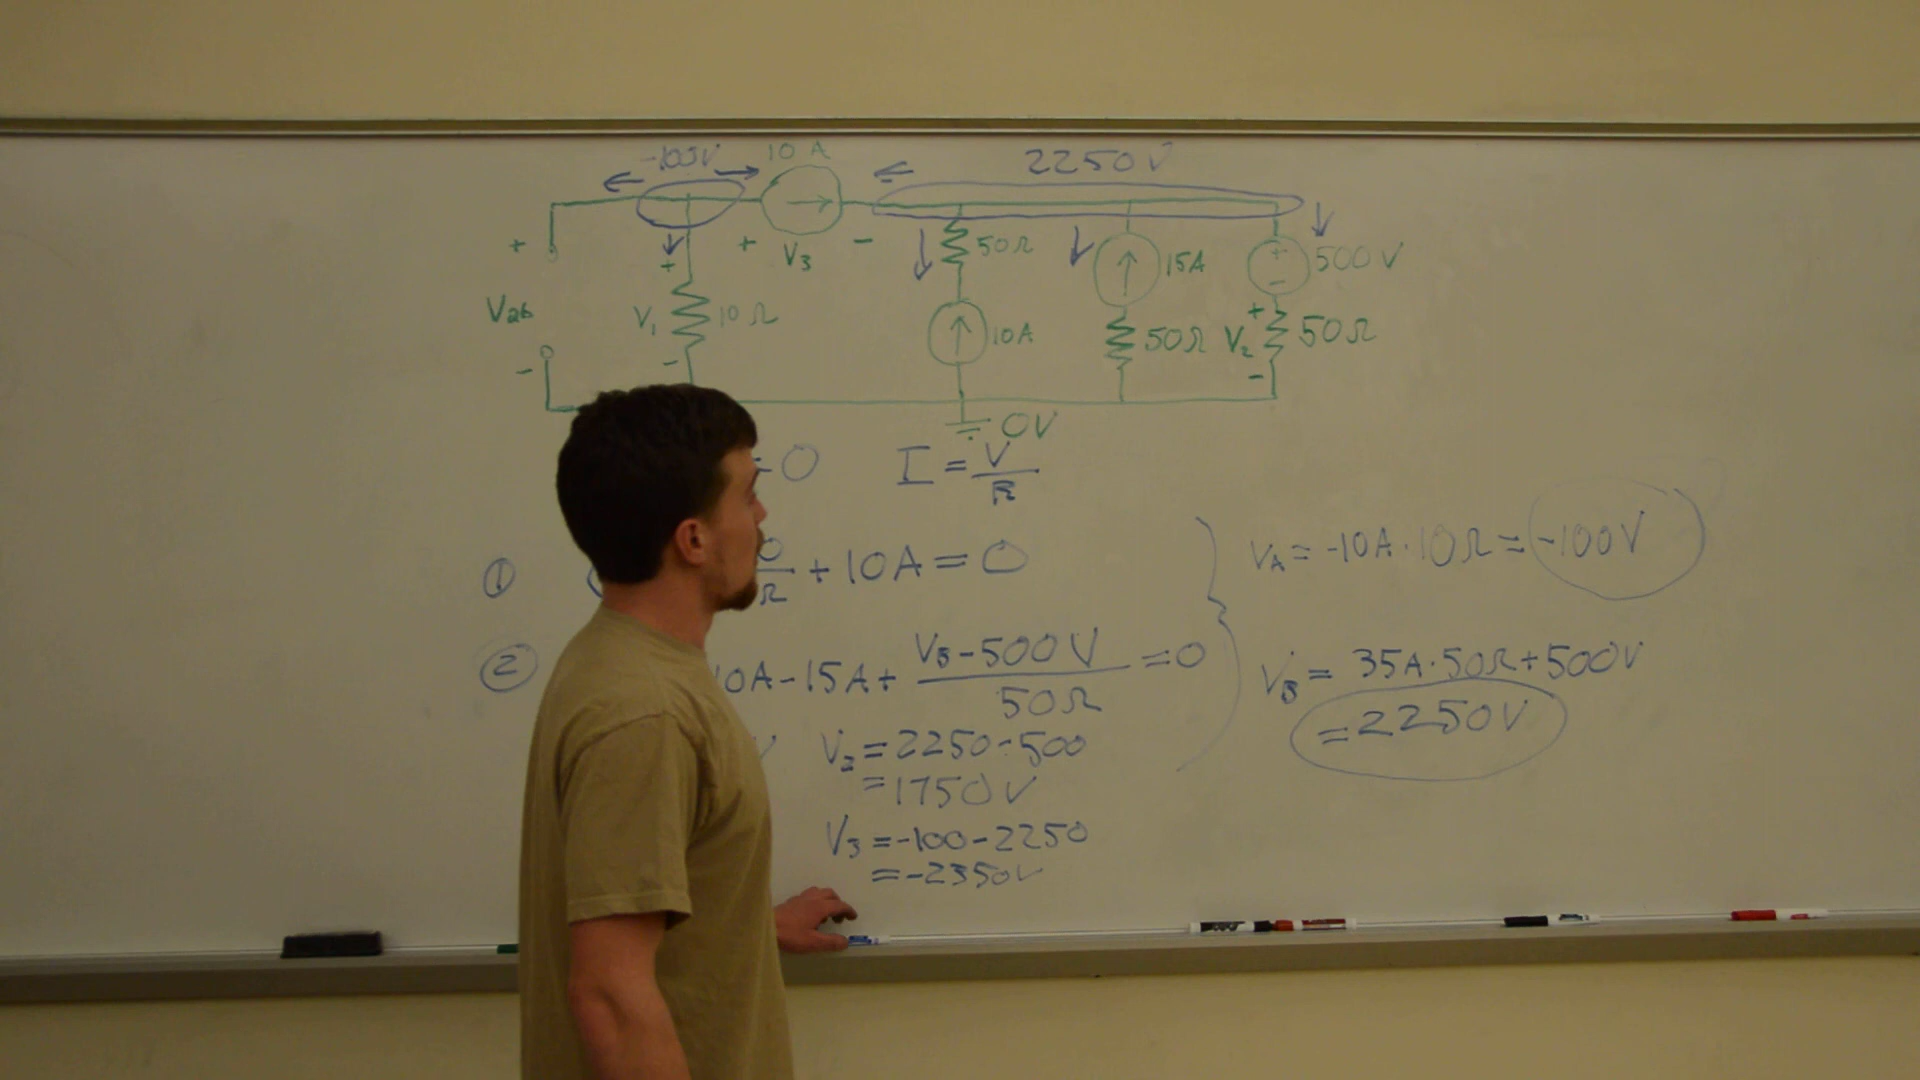 -100V 10 A 2250V
+ + + V3 - 50Ω 15A + 500V
Vab V1 10Ω 10A - + 50Ω V2 50Ω
- - -
0V
=0 I = V/R
① 0/Ω + 10A = 0 VA = -10A·10Ω = -100V
② 10A-15A+ (VB-500V)/50Ω =0 VB = 35A·50Ω+500V
= 2250V
V V2 = 2250-500
= 1750V
V3 = -100-2250
= -2350V